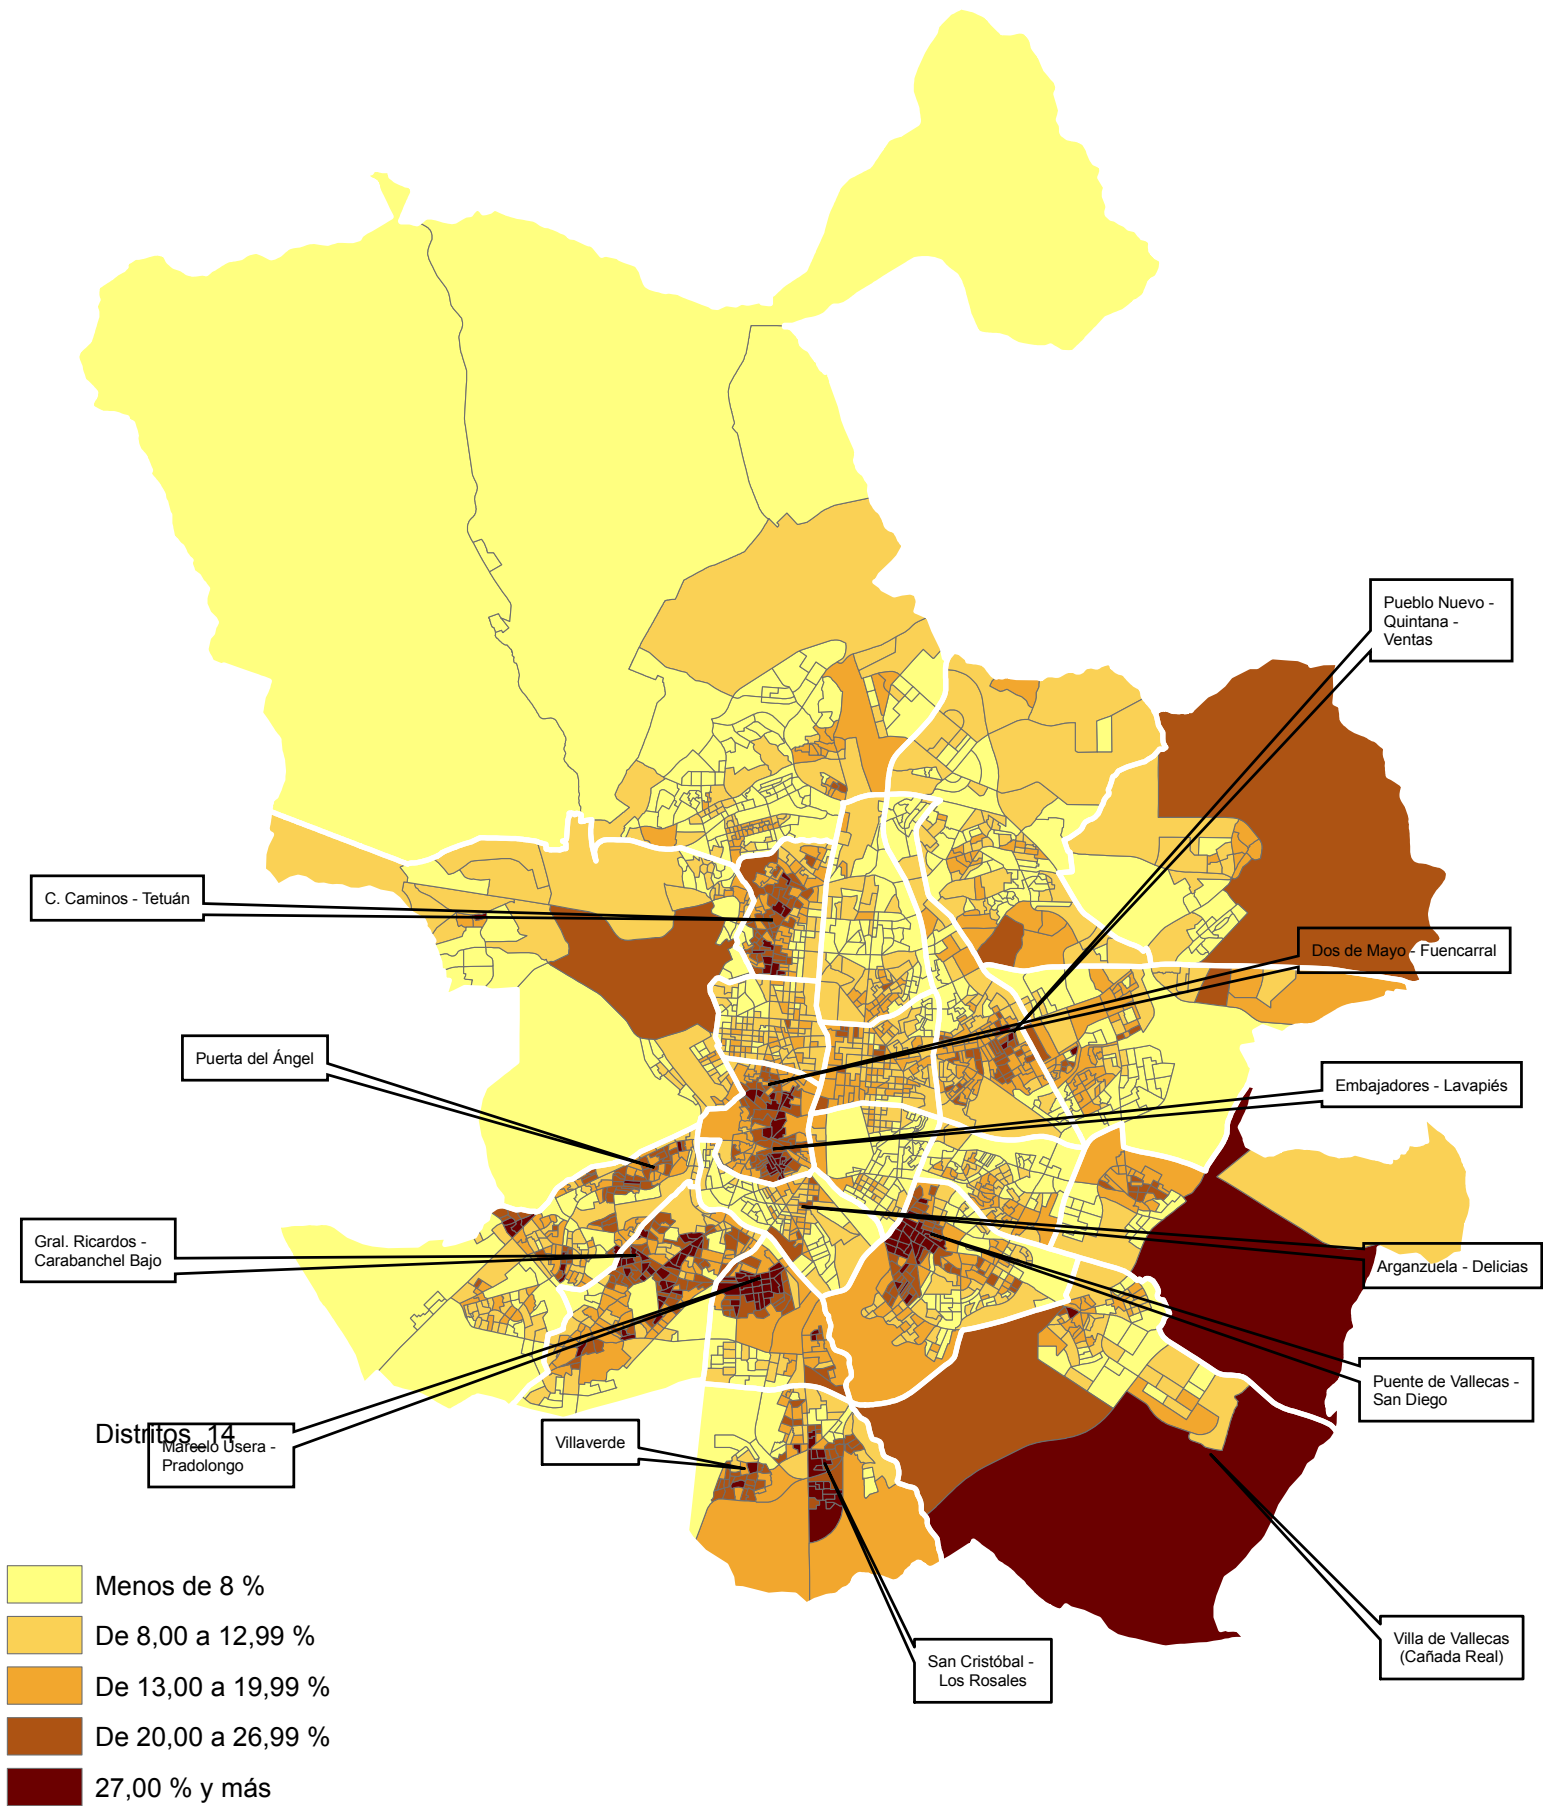 Pueblo Nuevo -
Quintana -
Ventas
C. Caminos - Tetuán
Dos de Mayo - Fuencarral
Puerta del Ángel
Embajadores - Lavapiés
Gral. Ricardos -
Carabanchel Bajo
Arganzuela - Delicias
Puente de Vallecas -
San Diego
Distritos_14
Marcelo Usera -
Pradolongo
Villaverde
Villa de Vallecas
(Cañada Real)
San Cristóbal -
Los Rosales
Menos de 8 %
De 8,00 a 12,99 %
De 13,00 a 19,99 %
De 20,00 a 26,99 %
27,00 % y más